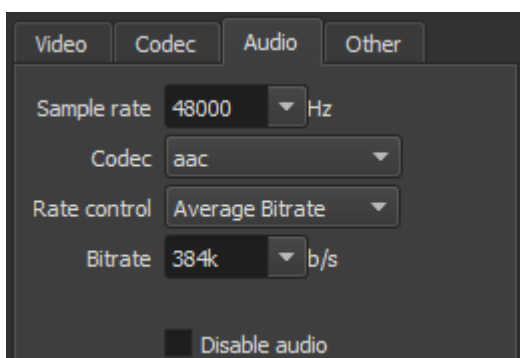 Video Codec Audio Other
Sample rate 48000 Hz
Codec aac
Rate control Average Bitrate
Bitrate 384k b/s
Disable audio